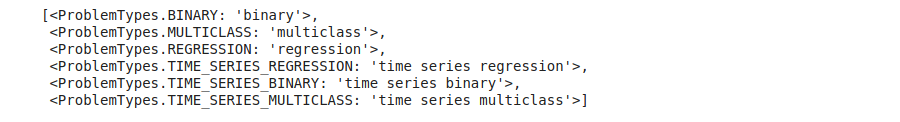 [<ProblemTypes.BINARY: 'binary'>,
<ProblemTypes.MULTICLASS: 'multiclass'>,
<ProblemTypes.REGRESSION: 'regression'>,
<ProblemTypes.TIME_SERIES_REGRESSION: 'time series regression'>,
<ProblemTypes.TIME_SERIES_BINARY: 'time series binary'>,
<ProblemTypes.TIME_SERIES_MULTICLASS: 'time series multiclass'>]